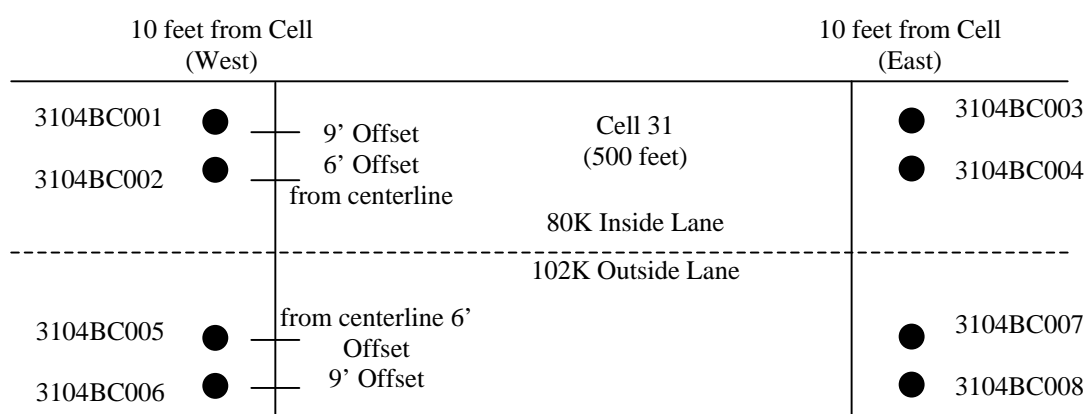 10 feet from Cell
(West)
10 feet from Cell
(East)
3104BC001
9’ Offset
Cell 31
(500 feet)
3104BC003
3104BC002
6’ Offset
from centerline
3104BC004
80K Inside Lane
102K Outside Lane
3104BC005
from centerline 6’
Offset
3104BC007
3104BC006
9’ Offset
3104BC008